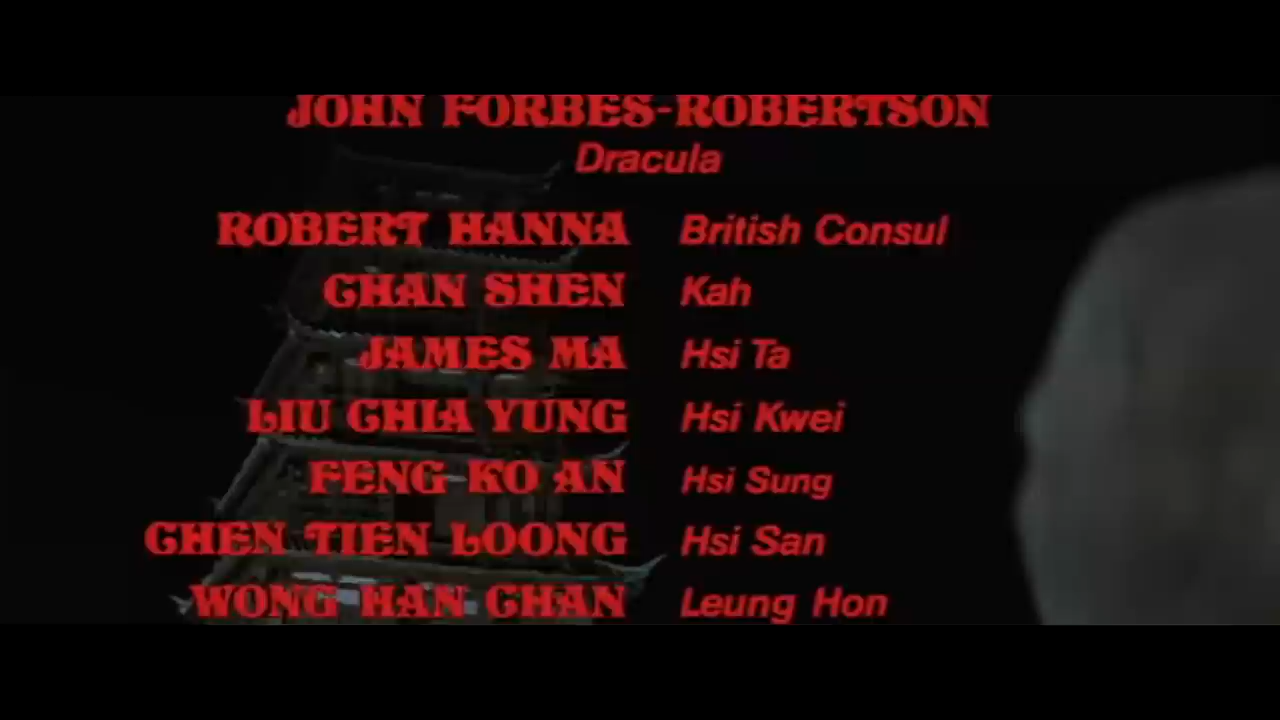 JOHN FORBES-ROBERTSON
Dracula
ROBERT HANNA British Consul
CHAN SHEN Kah
JAMES MA Hsi Ta
LIU CHIA YUNG Hsi Kwei
FENG KO AN Hsi Sung
CHEN TIEN LOONG Hsi San
WONG HAN CHAN Leung Hon